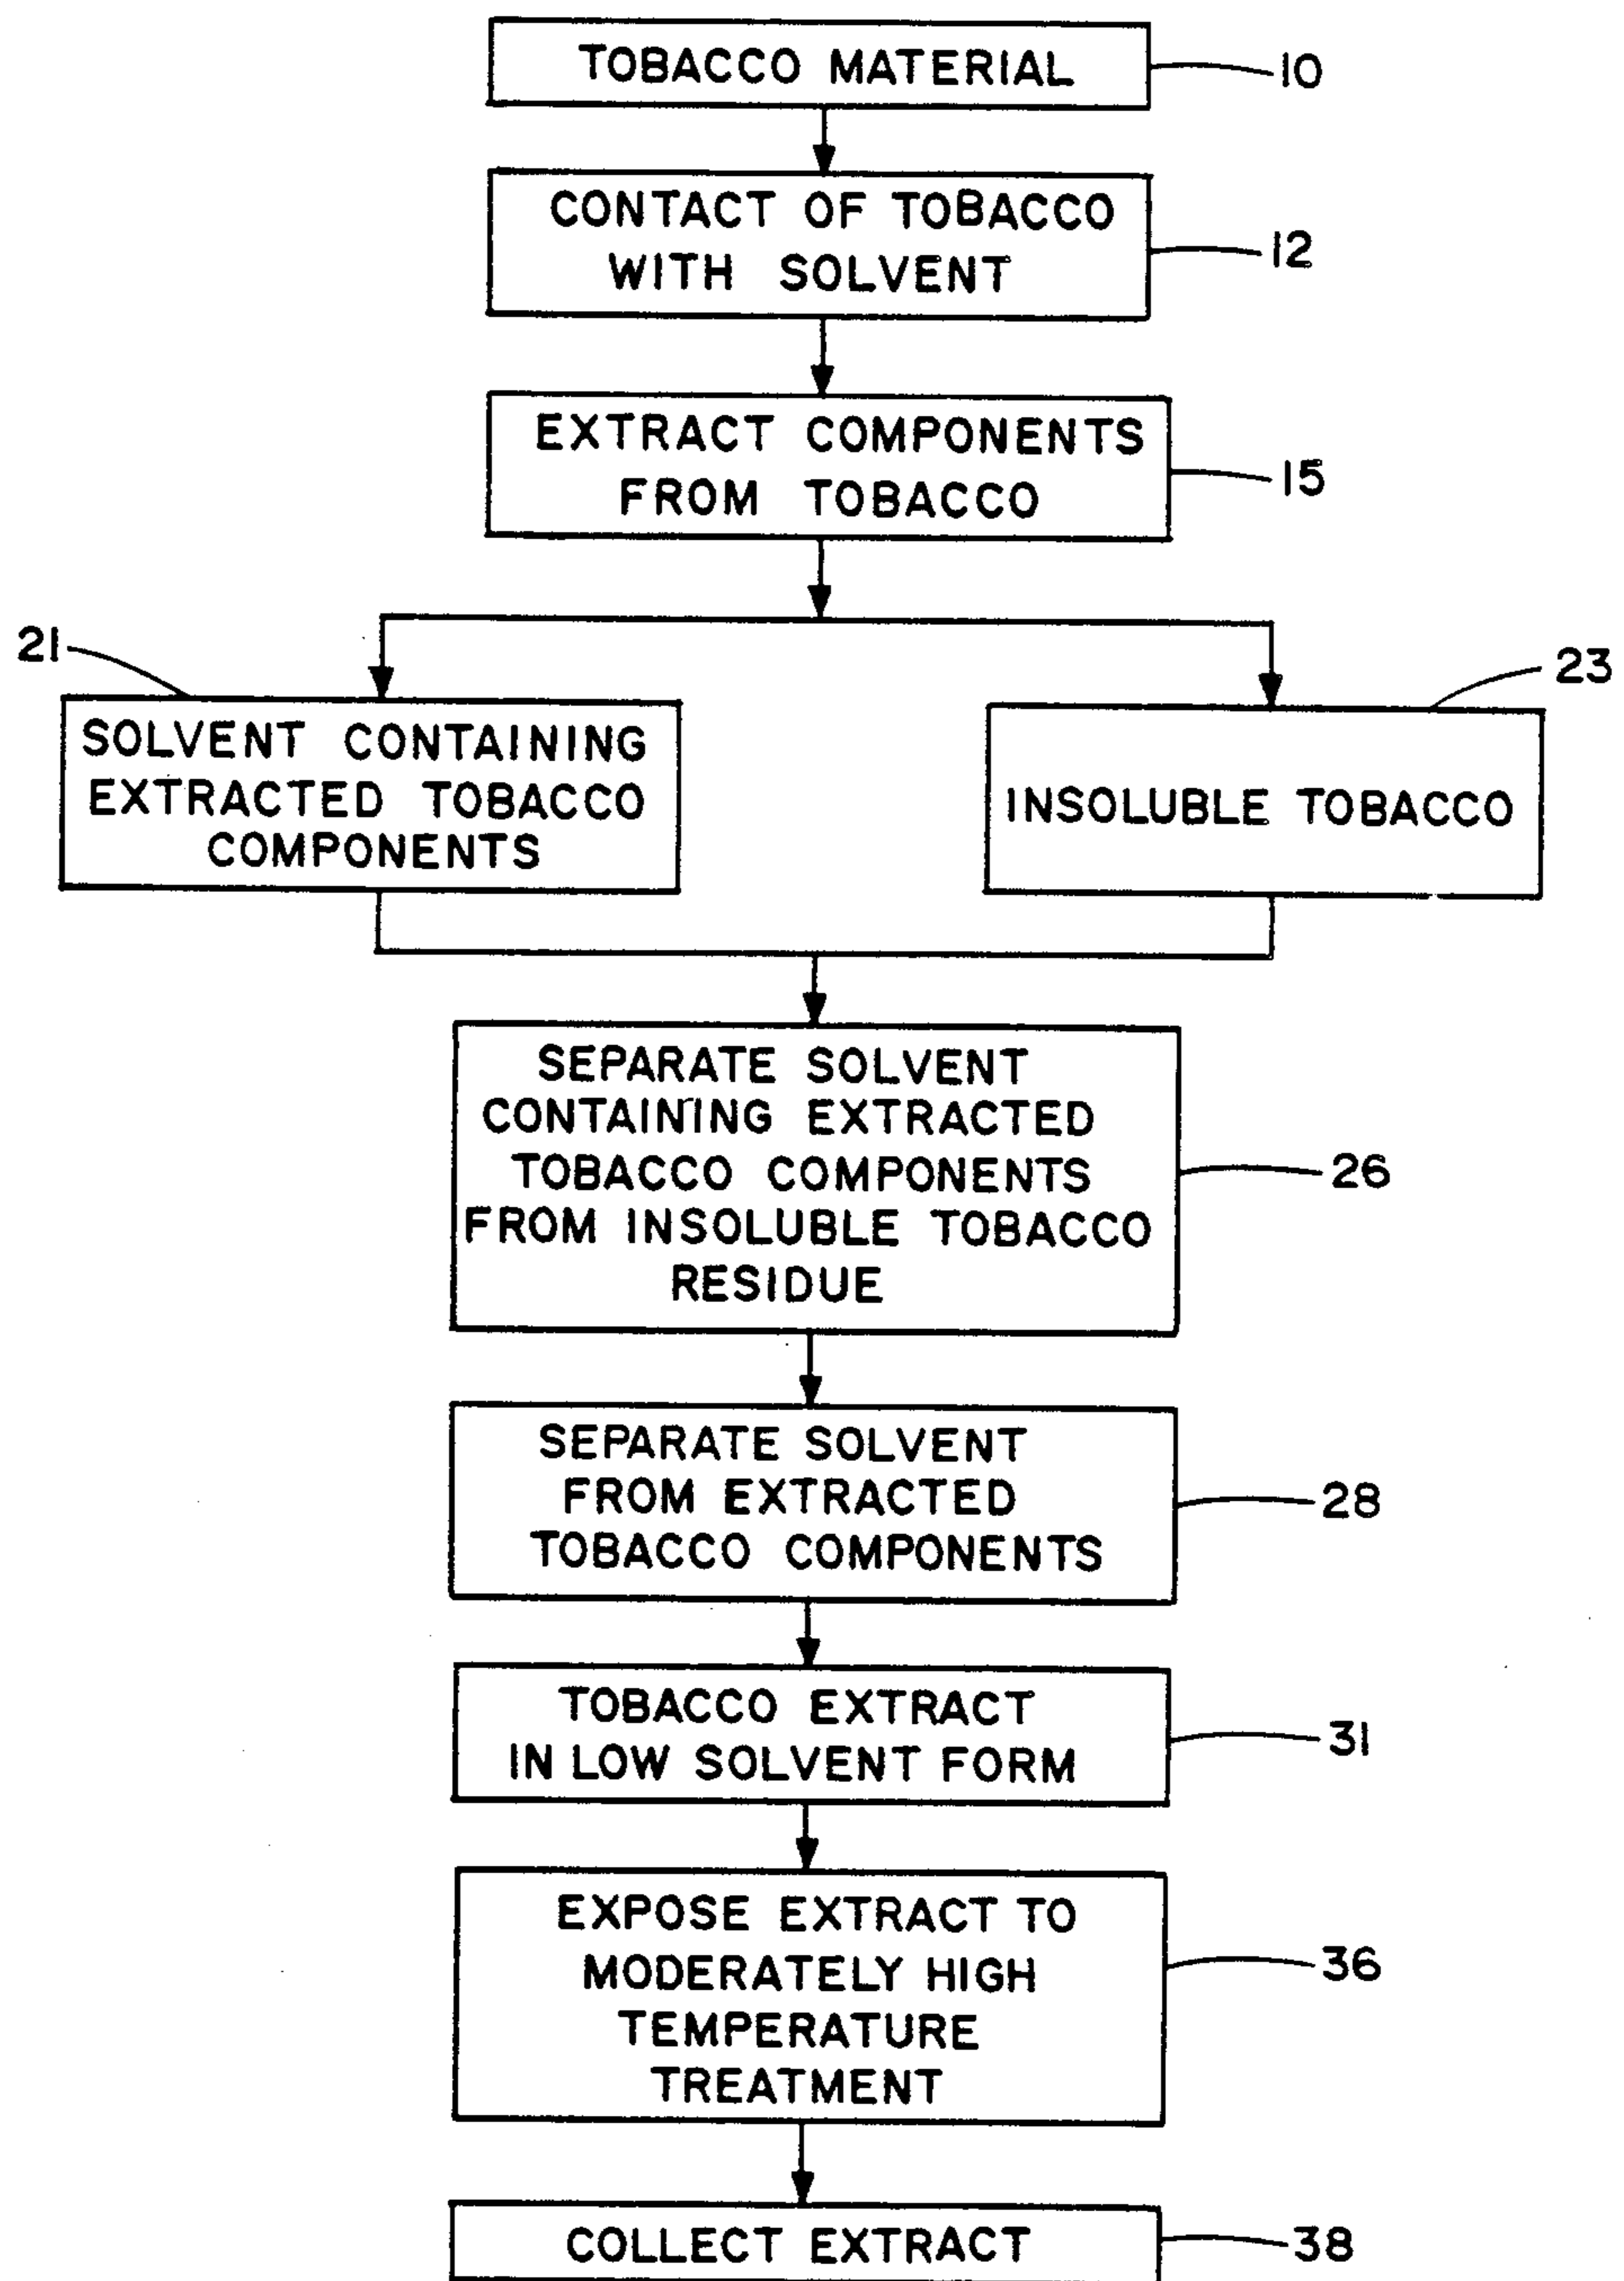 TOBACCO MATERIAL
10
CONTACT OF TOBACCO
WITH SOLVENT
12
EXTRACT COMPONENTS
FROM TOBACCO
15
21
SOLVENT CONTAINING
EXTRACTED TOBACCO
COMPONENTS
23
INSOLUBLE TOBACCO
SEPARATE SOLVENT
CONTAINING EXTRACTED
TOBACCO COMPONENTS
FROM INSOLUBLE TOBACCO
RESIDUE
26
SEPARATE SOLVENT
FROM EXTRACTED
TOBACCO COMPONENTS
28
TOBACCO EXTRACT
IN LOW SOLVENT FORM
31
EXPOSE EXTRACT TO
MODERATELY HIGH
TEMPERATURE
TREATMENT
36
COLLECT EXTRACT
38